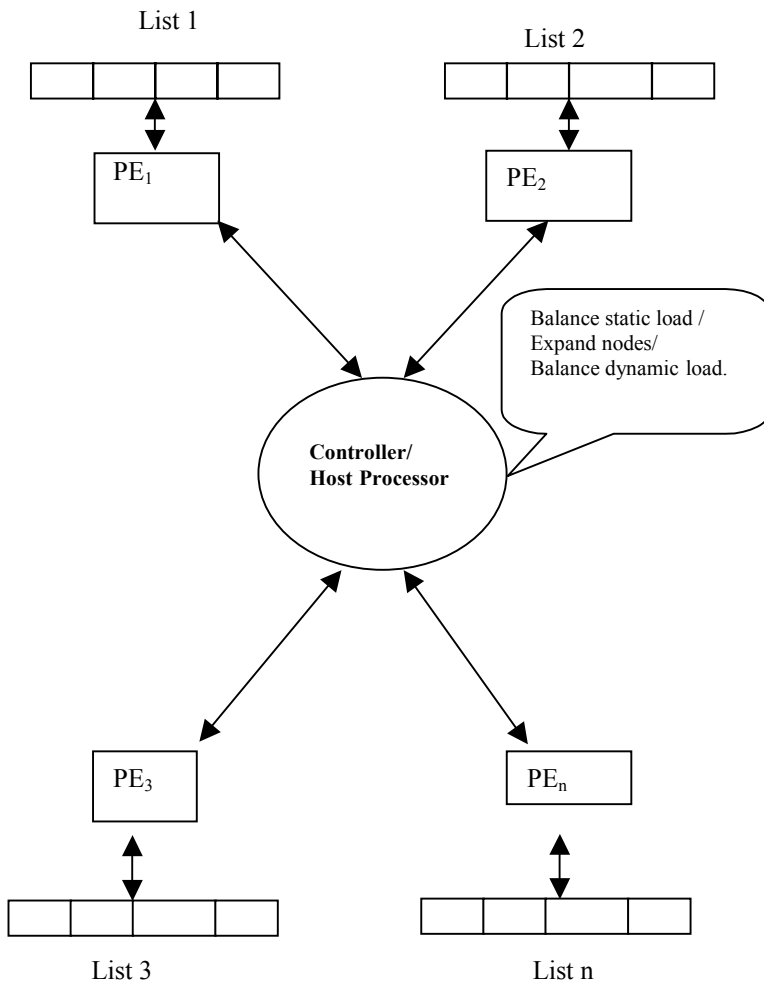 List 1
List 2
PE₁
PE₂
Balance static load /
Expand nodes/
Balance dynamic load.
Controller/
Host Processor
PE₃
PEₙ
List 3
List n